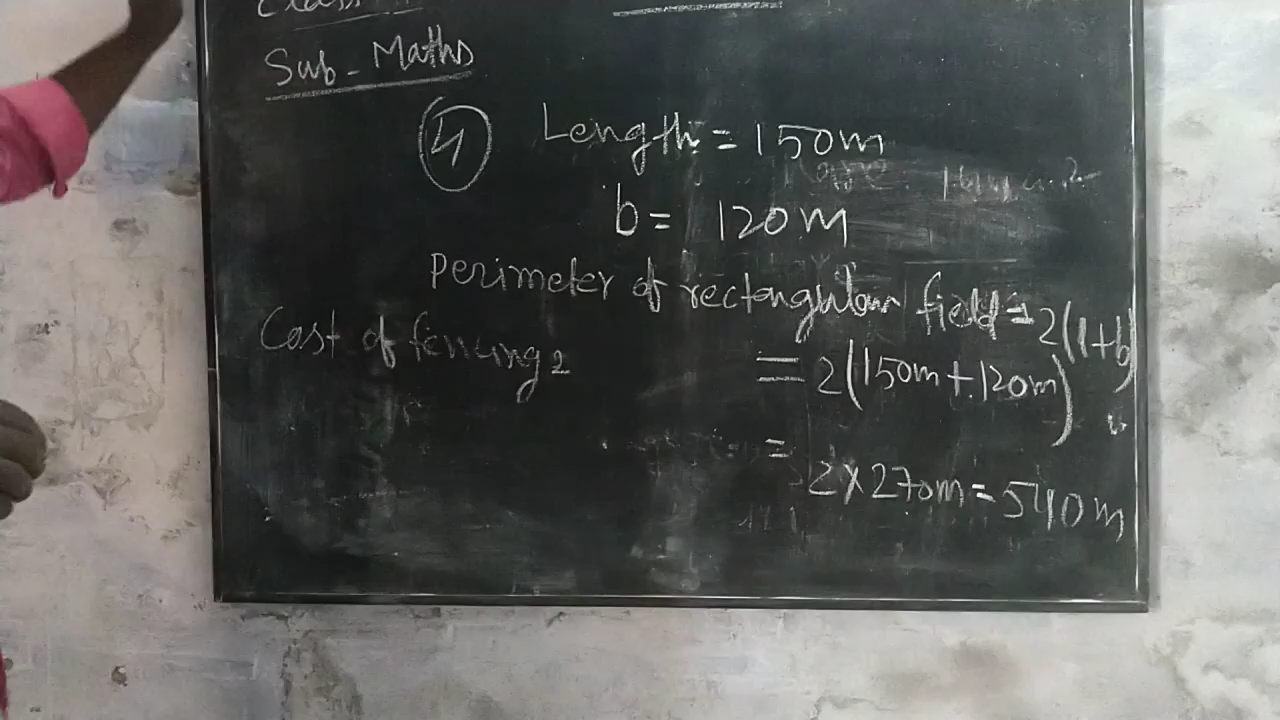 Class
Sub - Maths
4 Length = 150m
b = 120m
Perimeter of rectangular field = 2(l+b)
= 2(150m+120m)
= 2×270m = 540m
Cost of fencing =